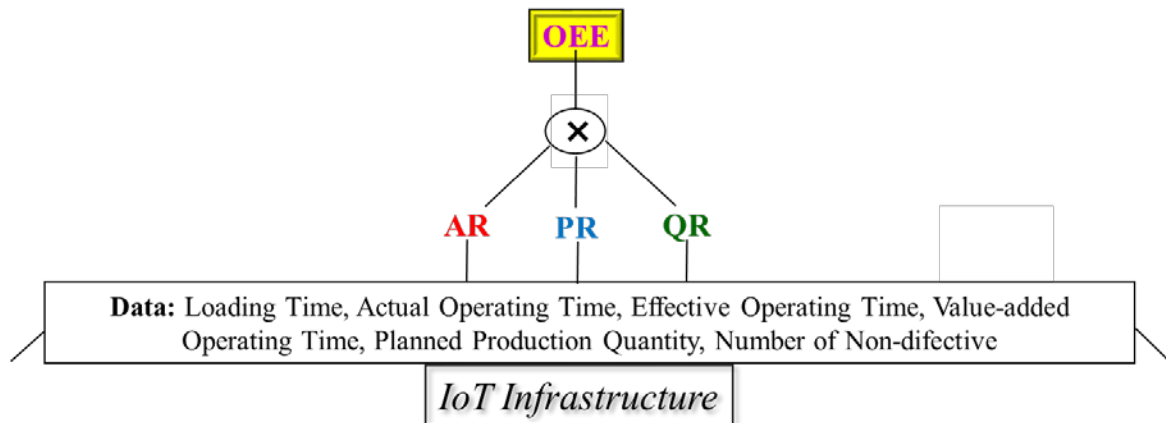 OEE
×
AR PR QR
Data: Loading Time, Actual Operating Time, Effective Operating Time, Value-added
Operating Time, Planned Production Quantity, Number of Non-difective
IoT Infrastructure